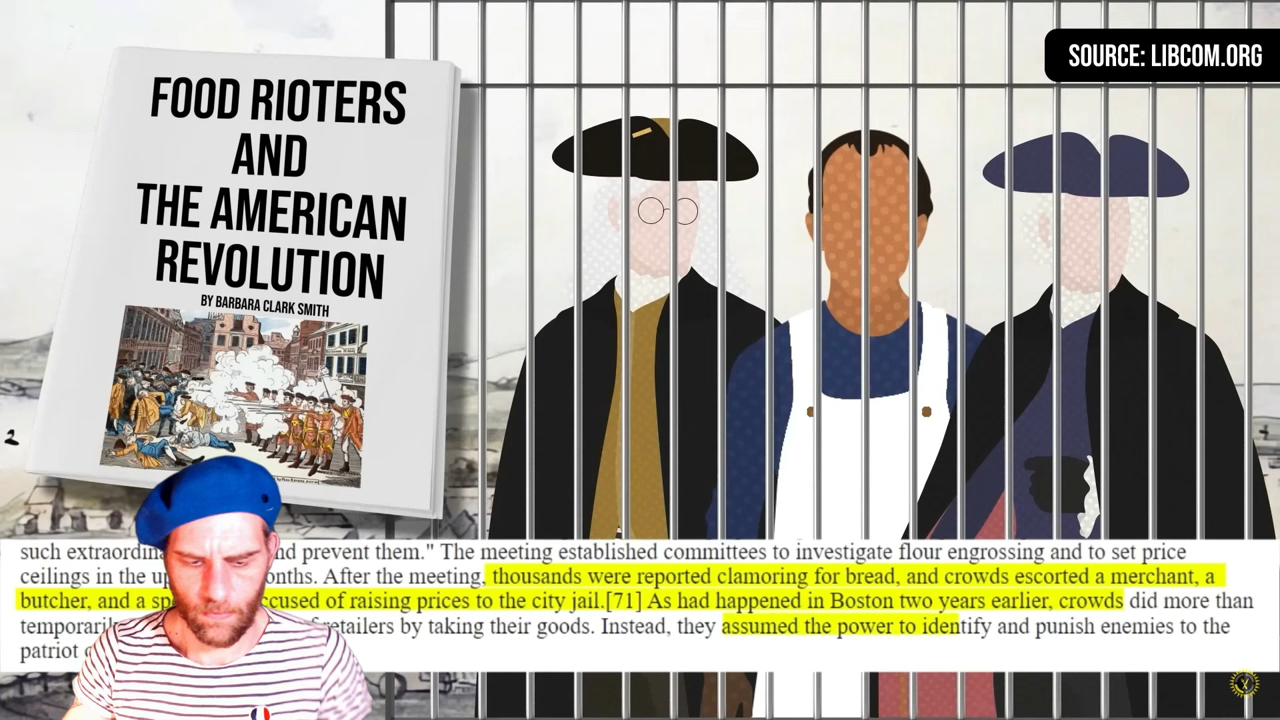 SOURCE: LIBCOM.ORG
FOOD RIOTERS
AND
THE AMERICAN
REVOLUTION
BY BARBARA CLARK SMITH
such extraordin nd prevent them." The meeting established committees to investigate flour engrossing and to set price
ceilings in the up onths. After the meeting, thousands were reported clamoring for bread, and crowds escorted a merchant, a
butcher, and a sp ccused of raising prices to the city jail.[71] As had happened in Boston two years earlier, crowds did more than
temporaril retailers by taking their goods. Instead, they assumed the power to identify and punish enemies to the
patriot